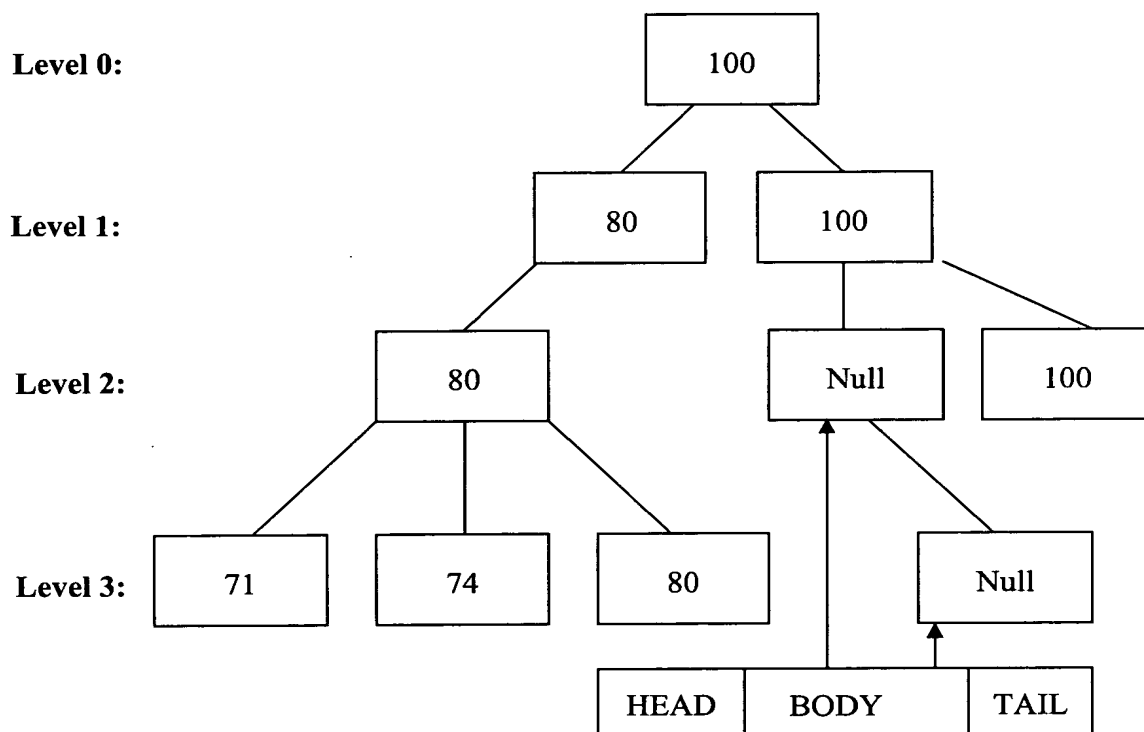 Level 0:
100
Level 1:
80
100
Level 2:
80
Null
100
Level 3:
71
74
80
Null
HEAD
BODY
TAIL